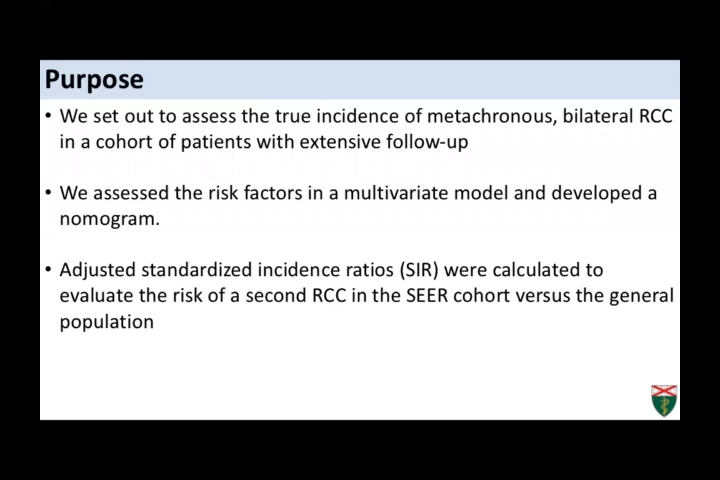 Purpose
• We set out to assess the true incidence of metachronous, bilateral RCC
in a cohort of patients with extensive follow-up
• We assessed the risk factors in a multivariate model and developed a
nomogram.
• Adjusted standardized incidence ratios (SIR) were calculated to
evaluate the risk of a second RCC in the SEER cohort versus the general
population